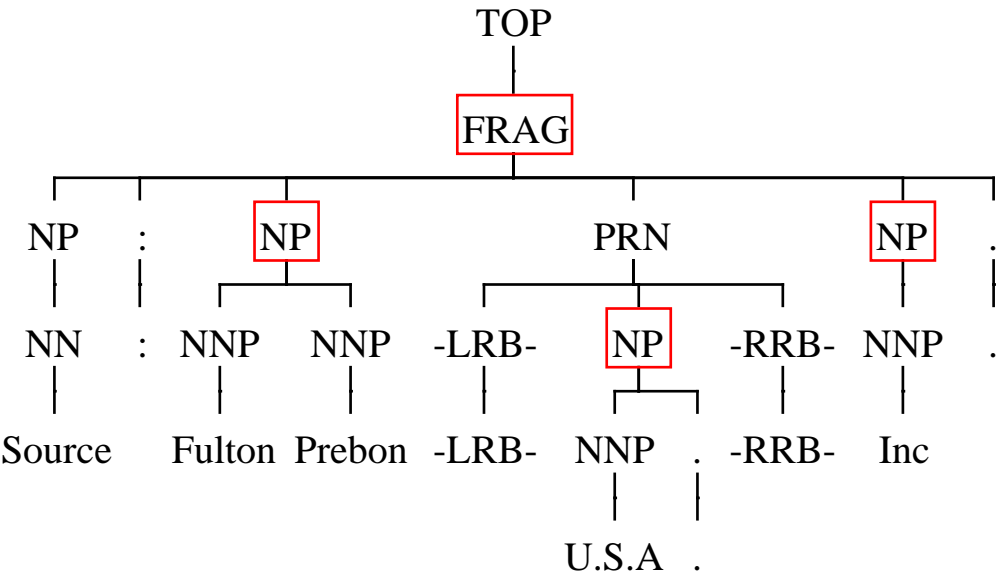 TOP
FRAG
NP : NP PRN NP .
NN : NNP NNP -LRB- NP -RRB- NNP .
Source Fulton Prebon -LRB- NNP . -RRB- Inc
U.S.A .